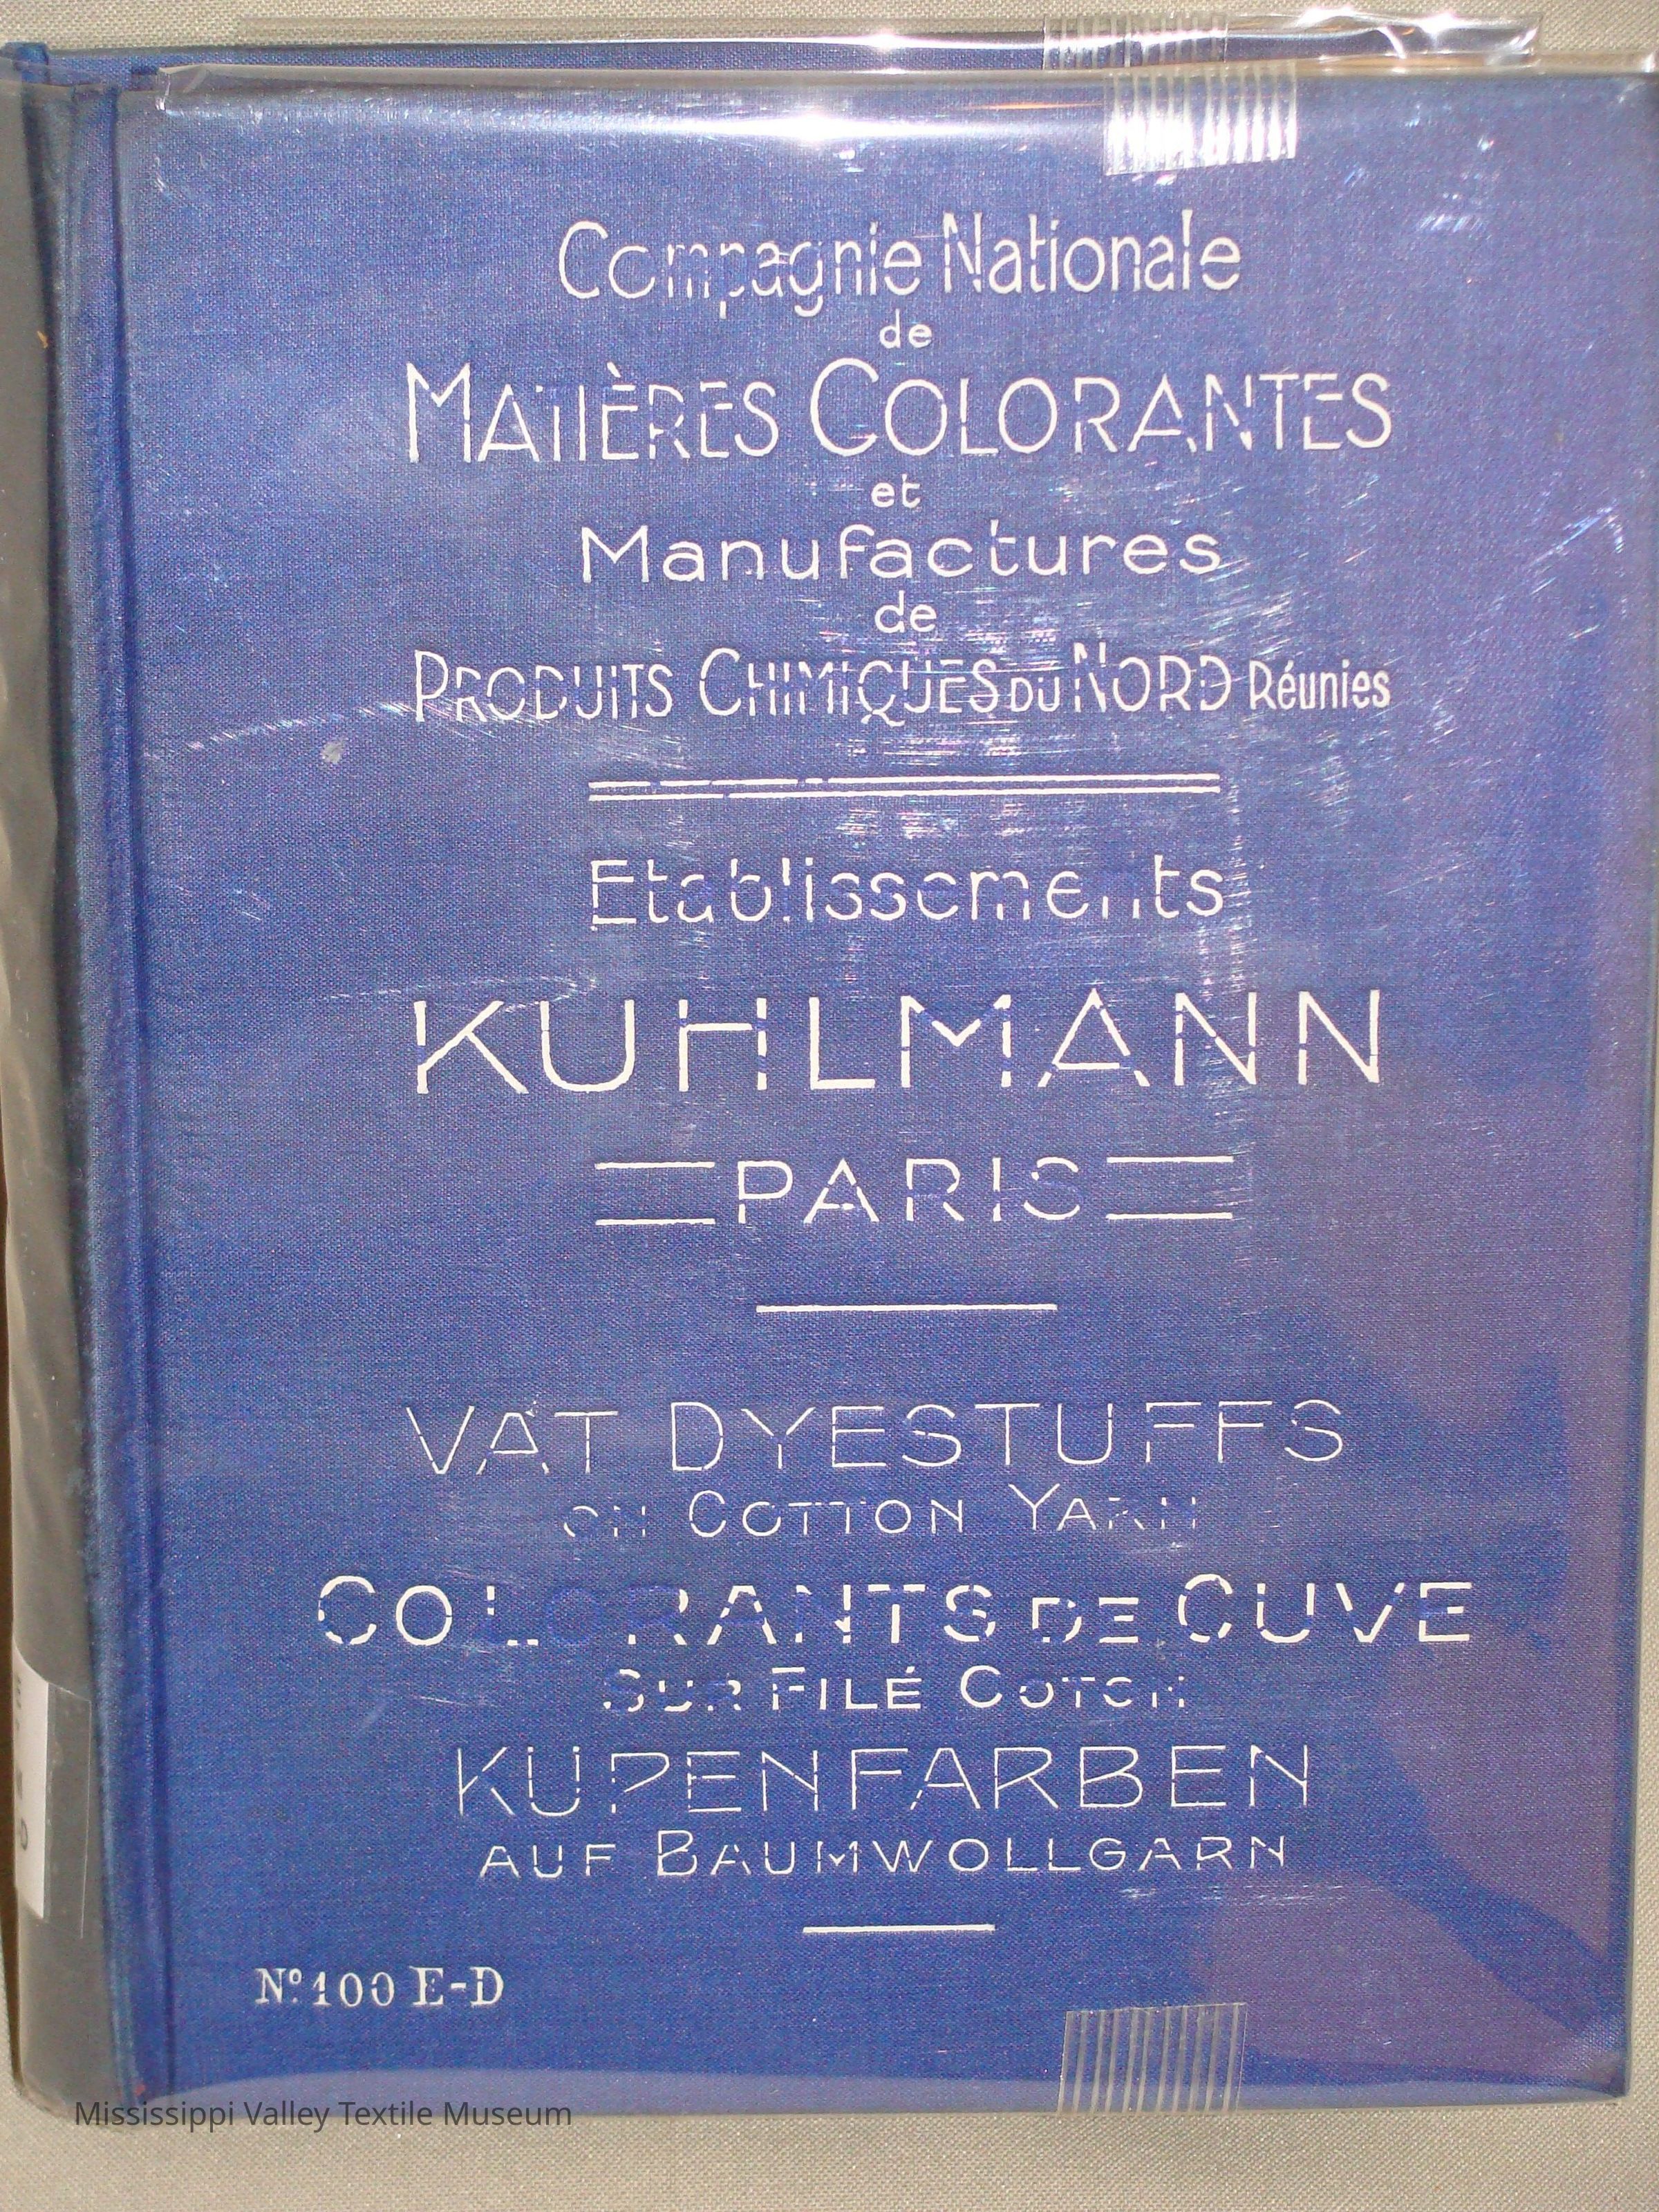 Compagnie Nationale
de
MATIÈRES COLORANTES
et
Manufactures
de
PRODUITS CHIMIQUES DU NORD Réunies
Etablissements
KUHLMANN
PARIS
VAT DYESTUFFS
ON COTTON YARN
COLORANTS DE CUVE
SUR FILÉ COTON
KÜPENFARBEN
AUF BAUMWOLLGARN
Nº 100 E-D
Mississippi Valley Textile Museum